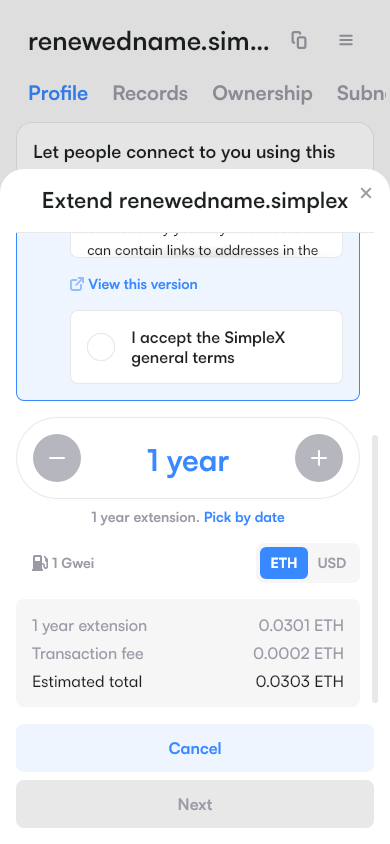 renewedname.sim...
Profile Records Ownership Subn
Let people connect to you using this
Extend renewedname.simplex
can contain links to addresses in the
View this version
I accept the SimpleX
general terms
1 year
1 year extension. Pick by date
1 Gwei ETH USD
1 year extension 0.0301 ETH
Transaction fee 0.0002 ETH
Estimated total 0.0303 ETH
Cancel
Next